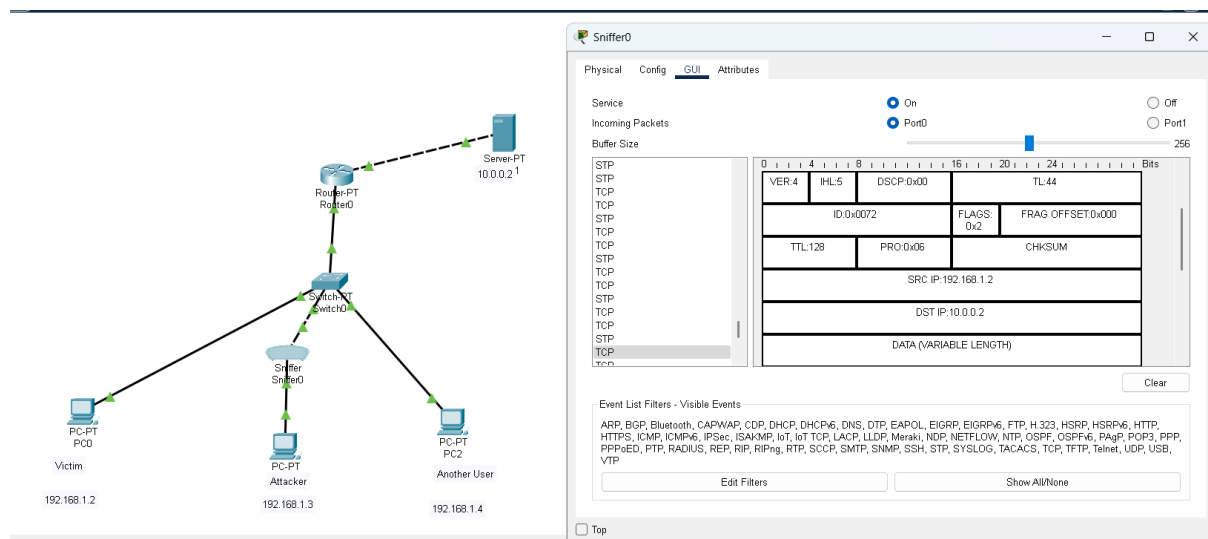 Server-PT
10.0.0.2 1
Router-PT
Router0
Switch-PT
Switch0
Sniffer
Sniffer0
PC-PT
PC0
Victim
192.168.1.2
PC-PT
Attacker
192.168.1.3
PC-PT
PC2
Another User
192.168.1.4
Sniffer0
Physical Config GUI Attributes
Service On Off
Incoming Packets Port0 Port1
Buffer Size 256
STP
STP
TCP
TCP
STP
TCP
TCP
STP
TCP
TCP
STP
TCP
TCP
STP
TCP
TCP
0 4 8 16 20 24 Bits
VER:4 IHL:5 DSCP:0x00 TL:44
ID:0x0072 FLAGS: 0x2 FRAG OFFSET:0x000
TTL:128 PRO:0x06 CHKSUM
SRC IP:192.168.1.2
DST IP:10.0.0.2
DATA (VARIABLE LENGTH)
Clear
Event List Filters - Visible Events
ARP, BGP, Bluetooth, CAPWAP, CDP, DHCP, DHCPv6, DNS, DTP, EAPOL, EIGRP, EIGRPv6, FTP, H.323, HSRP, HSRPv6, HTTP,
HTTPS, ICMP, ICMPv6, IPSec, ISAKMP, IoT, IoT TCP, LACP, LLDP, Meraki, NDP, NETFLOW, NTP, OSPF, OSPFv6, PAgP, POP3, PPP,
PPPoED, PTP, RADIUS, REP, RIP, RIPng, RTP, SCCP, SMTP, SNMP, SSH, STP, SYSLOG, TACACS, TCP, TFTP, Telnet, UDP, USB,
VTP
Edit Filters Show All/None
Top